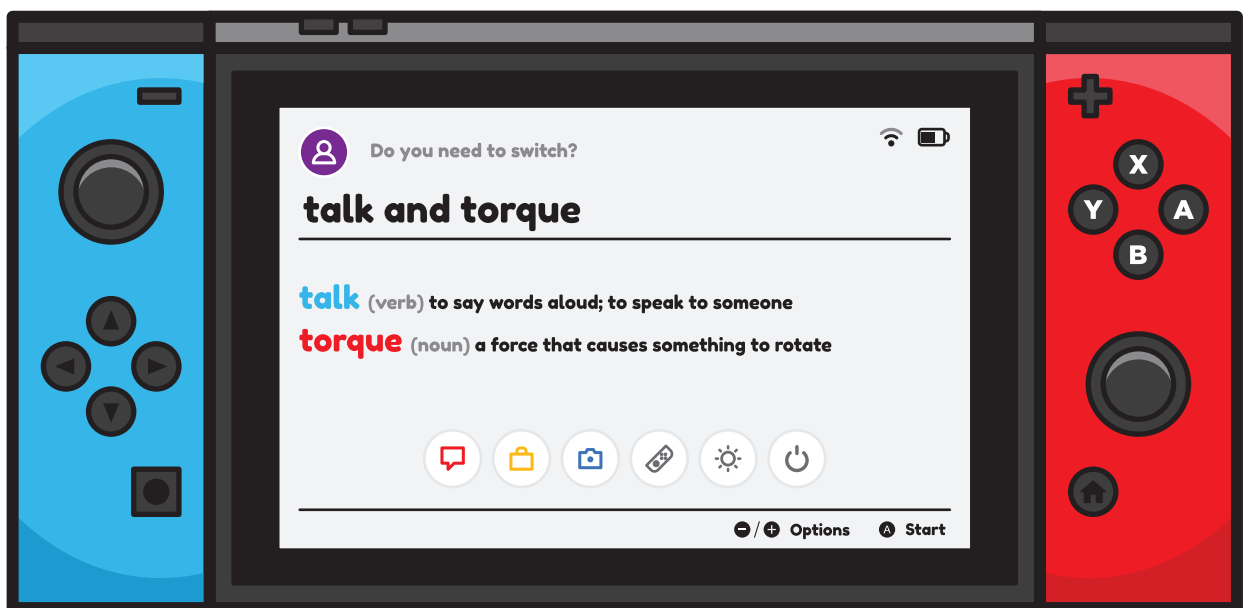 Do you need to switch?
talk and torque
talk (verb) to say words aloud; to speak to someone
torque (noun) a force that causes something to rotate
X
Y A
B
−/+ Options A Start